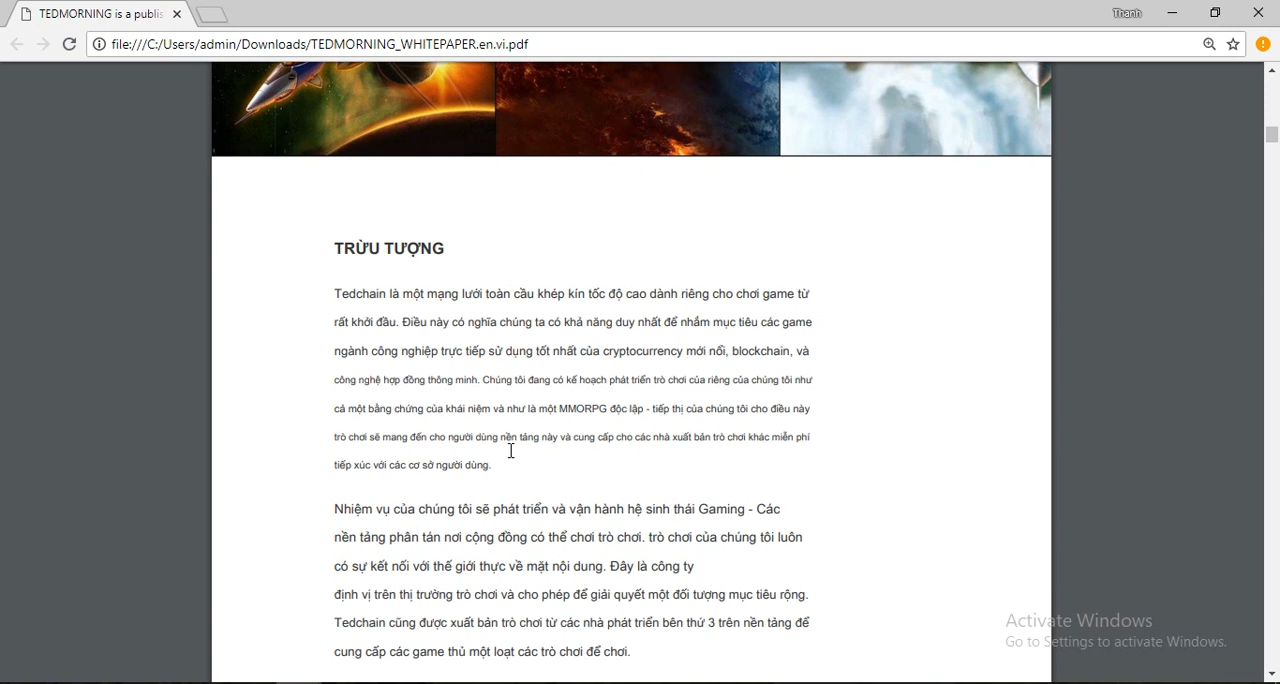 TEDMORNING is a publis
Thanh
file:///C:/Users/admin/Downloads/TEDMORNING_WHITEPAPER.en.vi.pdf
TRỪU TƯỢNG
Tedchain là một mạng lưới toàn cầu khép kín tốc độ cao dành riêng cho chơi game từ
rất khởi đầu. Điều này có nghĩa chúng ta có khả năng duy nhất để nhắm mục tiêu các game
ngành công nghiệp trực tiếp sử dụng tốt nhất của cryptocurrency mới nổi, blockchain, và
công nghệ hợp đồng thông minh. Chúng tôi đang có kế hoạch phát triển trò chơi của riêng của chúng tôi như
cả một bằng chứng của khái niệm và như là một MMORPG độc lập - tiếp thị của chúng tôi cho điều này
trò chơi sẽ mang đến cho người dùng nền tảng này và cung cấp cho các nhà xuất bản trò chơi khác miễn phí
tiếp xúc với các cơ sở người dùng.
Nhiệm vụ của chúng tôi sẽ phát triển và vận hành hệ sinh thái Gaming - Các
nền tảng phân tán nơi cộng đồng có thể chơi trò chơi. trò chơi của chúng tôi luôn
có sự kết nối với thế giới thực về mặt nội dung. Đây là công ty
định vị trên thị trường trò chơi và cho phép để giải quyết một đối tượng mục tiêu rộng.
Tedchain cũng được xuất bản trò chơi từ các nhà phát triển bên thứ 3 trên nền tảng để
cung cấp các game thủ một loạt các trò chơi để chơi.
Activate Windows
Go to Settings to activate Windows.